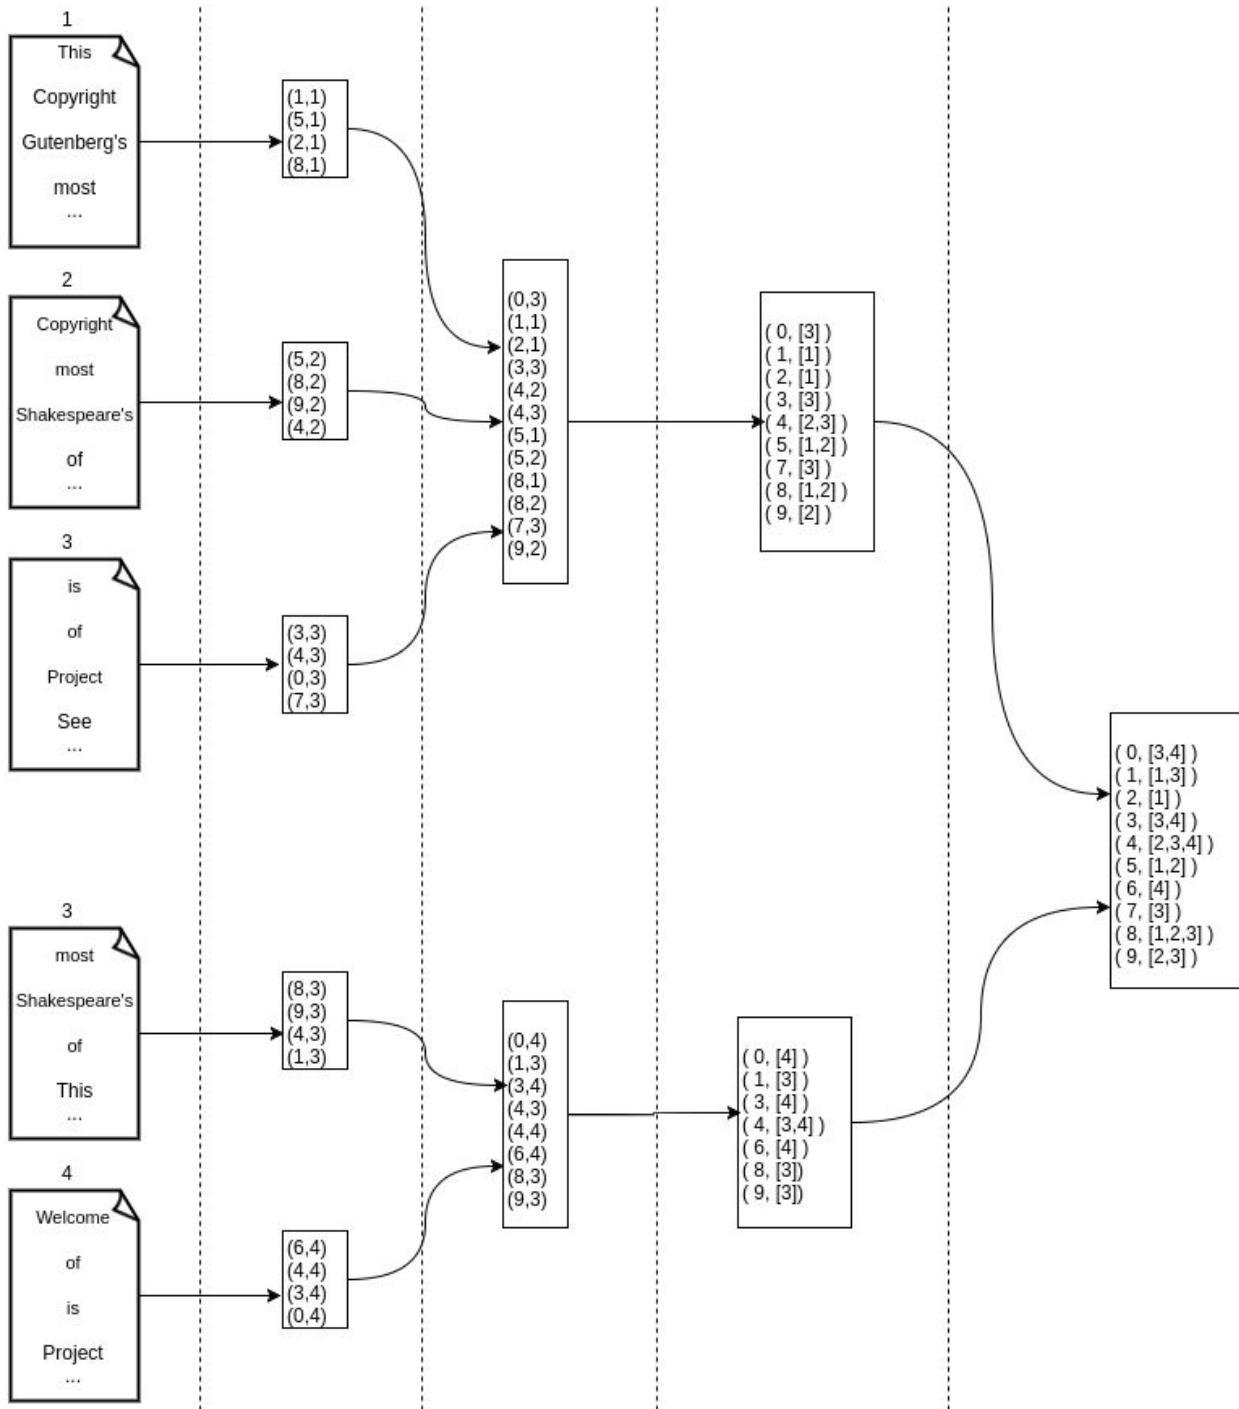 1
This
Copyright
Gutenberg's
most
...
(1,1)
(5,1)
(2,1)
(8,1)
2
Copyright
most
Shakespeare's
of
...
(5,2)
(8,2)
(9,2)
(4,2)
3
is
of
Project
See
...
(3,3)
(4,3)
(0,3)
(7,3)
(0,3)
(1,1)
(2,1)
(3,3)
(4,2)
(4,3)
(5,1)
(5,2)
(8,1)
(8,2)
(7,3)
(9,2)
( 0, [3] )
( 1, [1] )
( 2, [1] )
( 3, [3] )
( 4, [2,3] )
( 5, [1,2] )
( 7, [3] )
( 8, [1,2] )
( 9, [2] )
3
most
Shakespeare's
of
This
...
(8,3)
(9,3)
(4,3)
(1,3)
4
Welcome
of
is
Project
...
(6,4)
(4,4)
(3,4)
(0,4)
(0,4)
(1,3)
(3,4)
(4,3)
(4,4)
(6,4)
(8,3)
(9,3)
( 0, [4] )
( 1, [3] )
( 3, [4] )
( 4, [3,4] )
( 6, [4] )
( 8, [3])
( 9, [3])
( 0, [3,4] )
( 1, [1,3] )
( 2, [1] )
( 3, [3,4] )
( 4, [2,3,4] )
( 5, [1,2] )
( 6, [4] )
( 7, [3] )
( 8, [1,2,3] )
( 9, [2,3] )